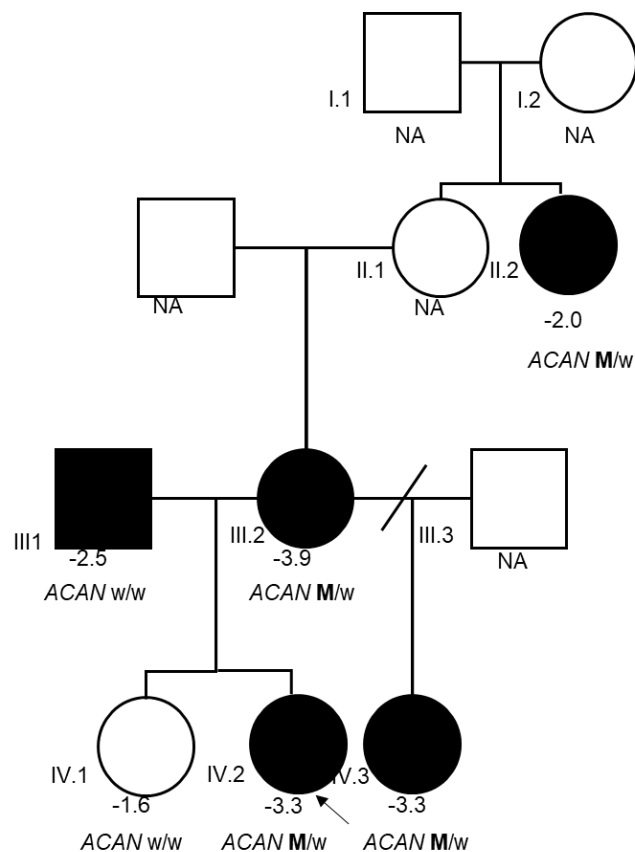 I.1
I.2
NA
NA
II.1
II.2
NA
NA
-2.0
ACAN M/w
III1
III.2
III.3
-2.5
-3.9
NA
ACAN w/w
ACAN M/w
IV.1
IV.2
IV.3
-1.6
-3.3
-3.3
ACAN w/w
ACAN M/w
ACAN M/w